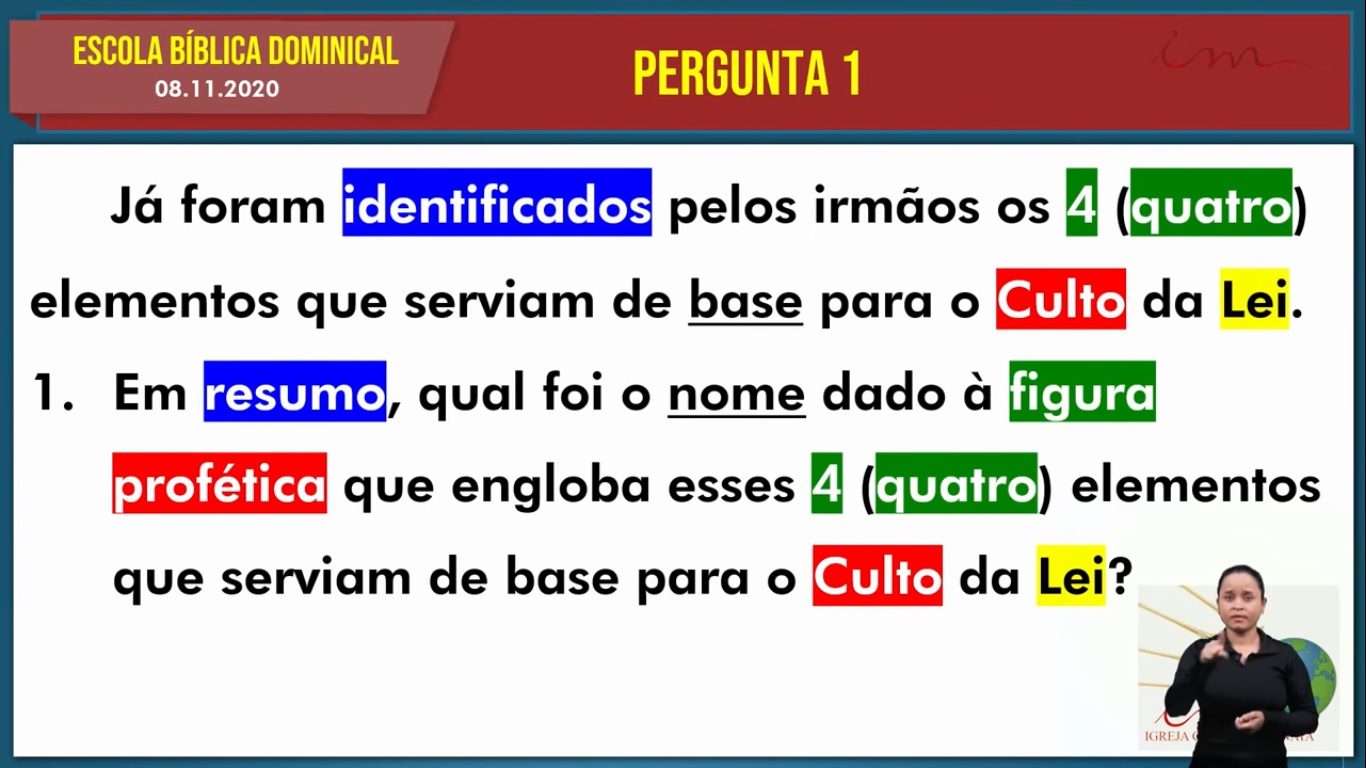 ESCOLA BÍBLICA DOMINICAL
08.11.2020
PERGUNTA 1
im
Já foram identificados pelos irmãos os 4 (quatro)
elementos que serviam de base para o Culto da Lei.
1. Em resumo, qual foi o nome dado à figura
profética que engloba esses 4 (quatro) elementos
que serviam de base para o Culto da Lei?
IGREJA